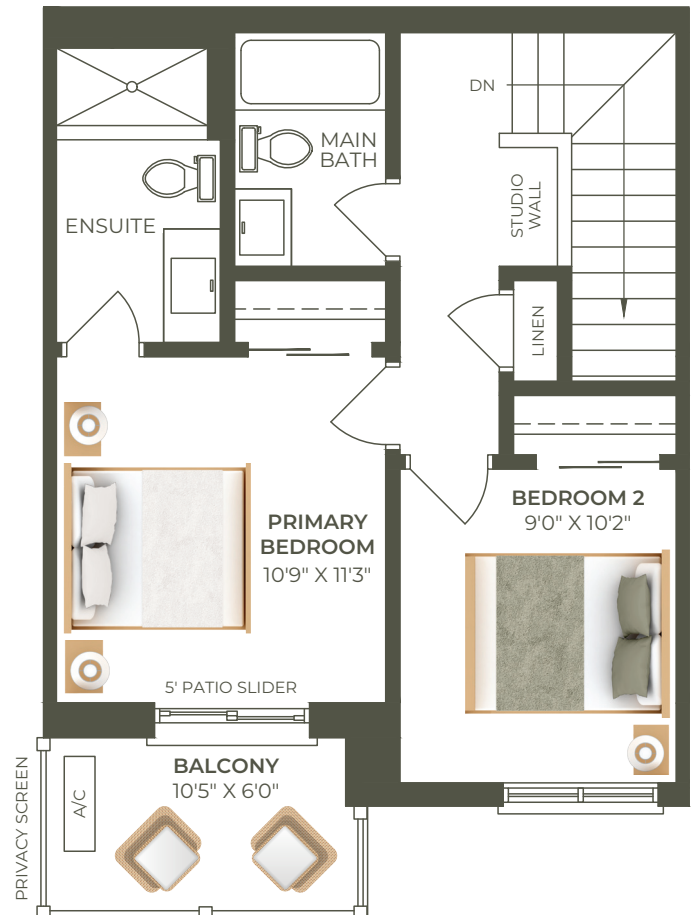 DN
MAIN
BATH
STUDIO
WALL
ENSUITE
LINEN
BEDROOM 2
9'0" X 10'2"
PRIMARY
BEDROOM
10'9" X 11'3"
5' PATIO SLIDER
BALCONY
10'5" X 6'0"
A/C
PRIVACY SCREEN